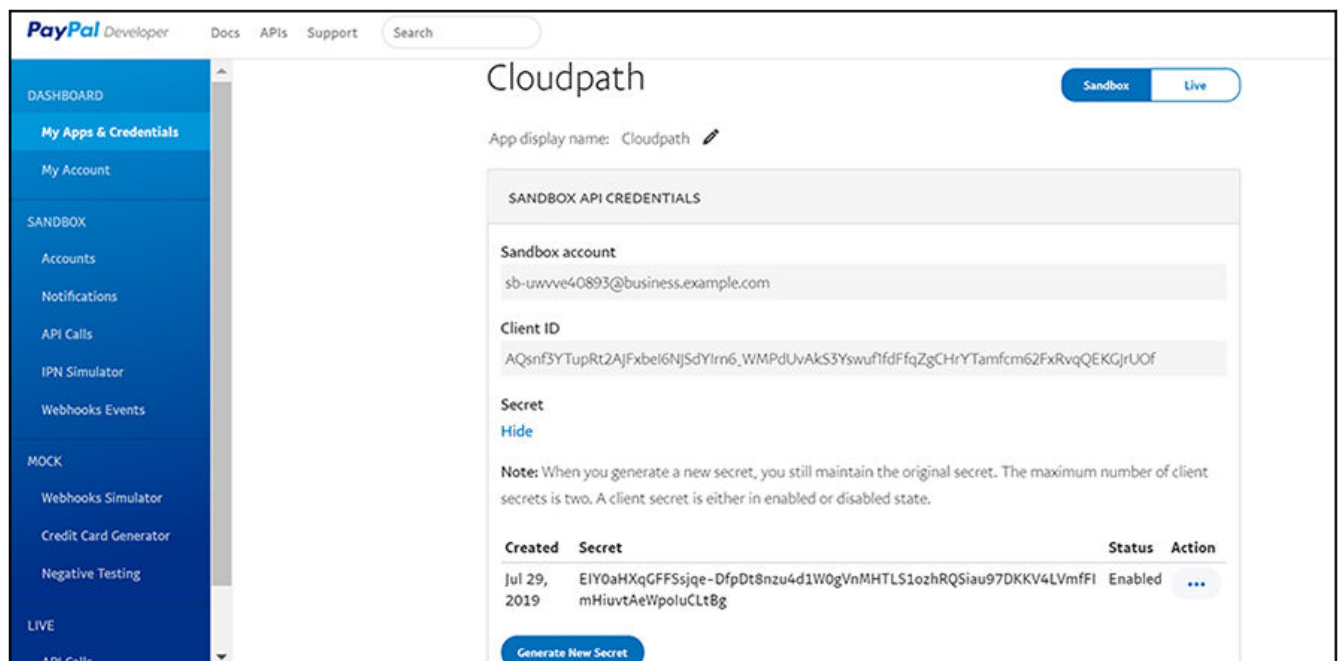 PayPal Developer Docs APIs Support Search
DASHBOARD
My Apps & Credentials
My Account
SANDBOX
Accounts
Notifications
API Calls
IPN Simulator
Webhooks Events
MOCK
Webhooks Simulator
Credit Card Generator
Negative Testing
LIVE
API Calls
Cloudpath
Sandbox Live
App display name: Cloudpath
SANDBOX API CREDENTIALS
Sandbox account
sb-uwvve40893@business.example.com
Client ID
AQsnf3YTupRt2AJFxbeI6NJSdYIrn6_WMPdUvAkS3Yswuf1fdFfqZgCHrYTamfcm62FxRvqQEKGJrUOf
Secret
Hide
Note: When you generate a new secret, you still maintain the original secret. The maximum number of client
secrets is two. A client secret is either in enabled or disabled state.
Created Secret Status Action
Jul 29, EIY0aHXqGFFSsjqe-DfpDt8nzu4d1W0gVnMHTLS1ozhRQSiau97DKKV4LVmfFI Enabled
2019 mHiuvtAeWpoIuCLtBg
Generate New Secret